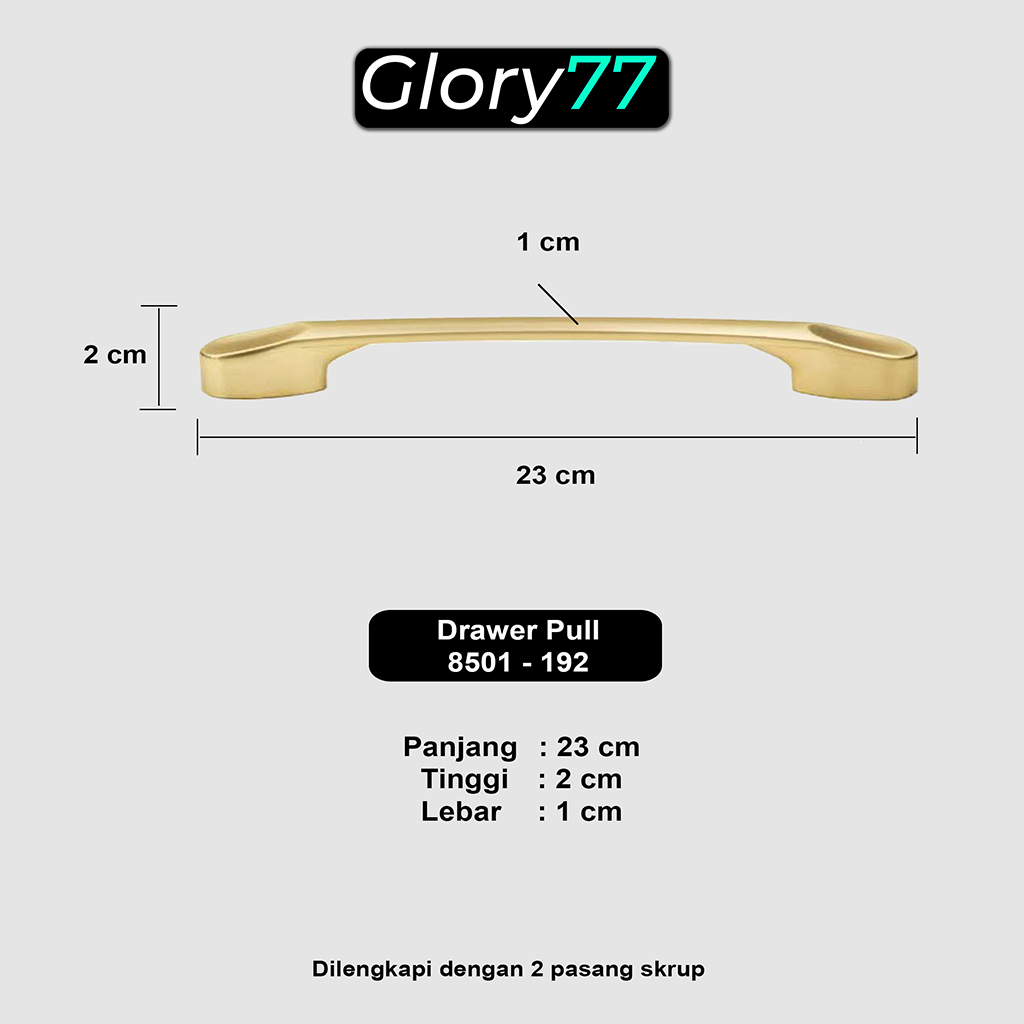 Glory77
1 cm
2 cm
23 cm
Drawer Pull
8501 - 192
Panjang : 23 cm
Tinggi : 2 cm
Lebar : 1 cm
Dilengkapi dengan 2 pasang skrup